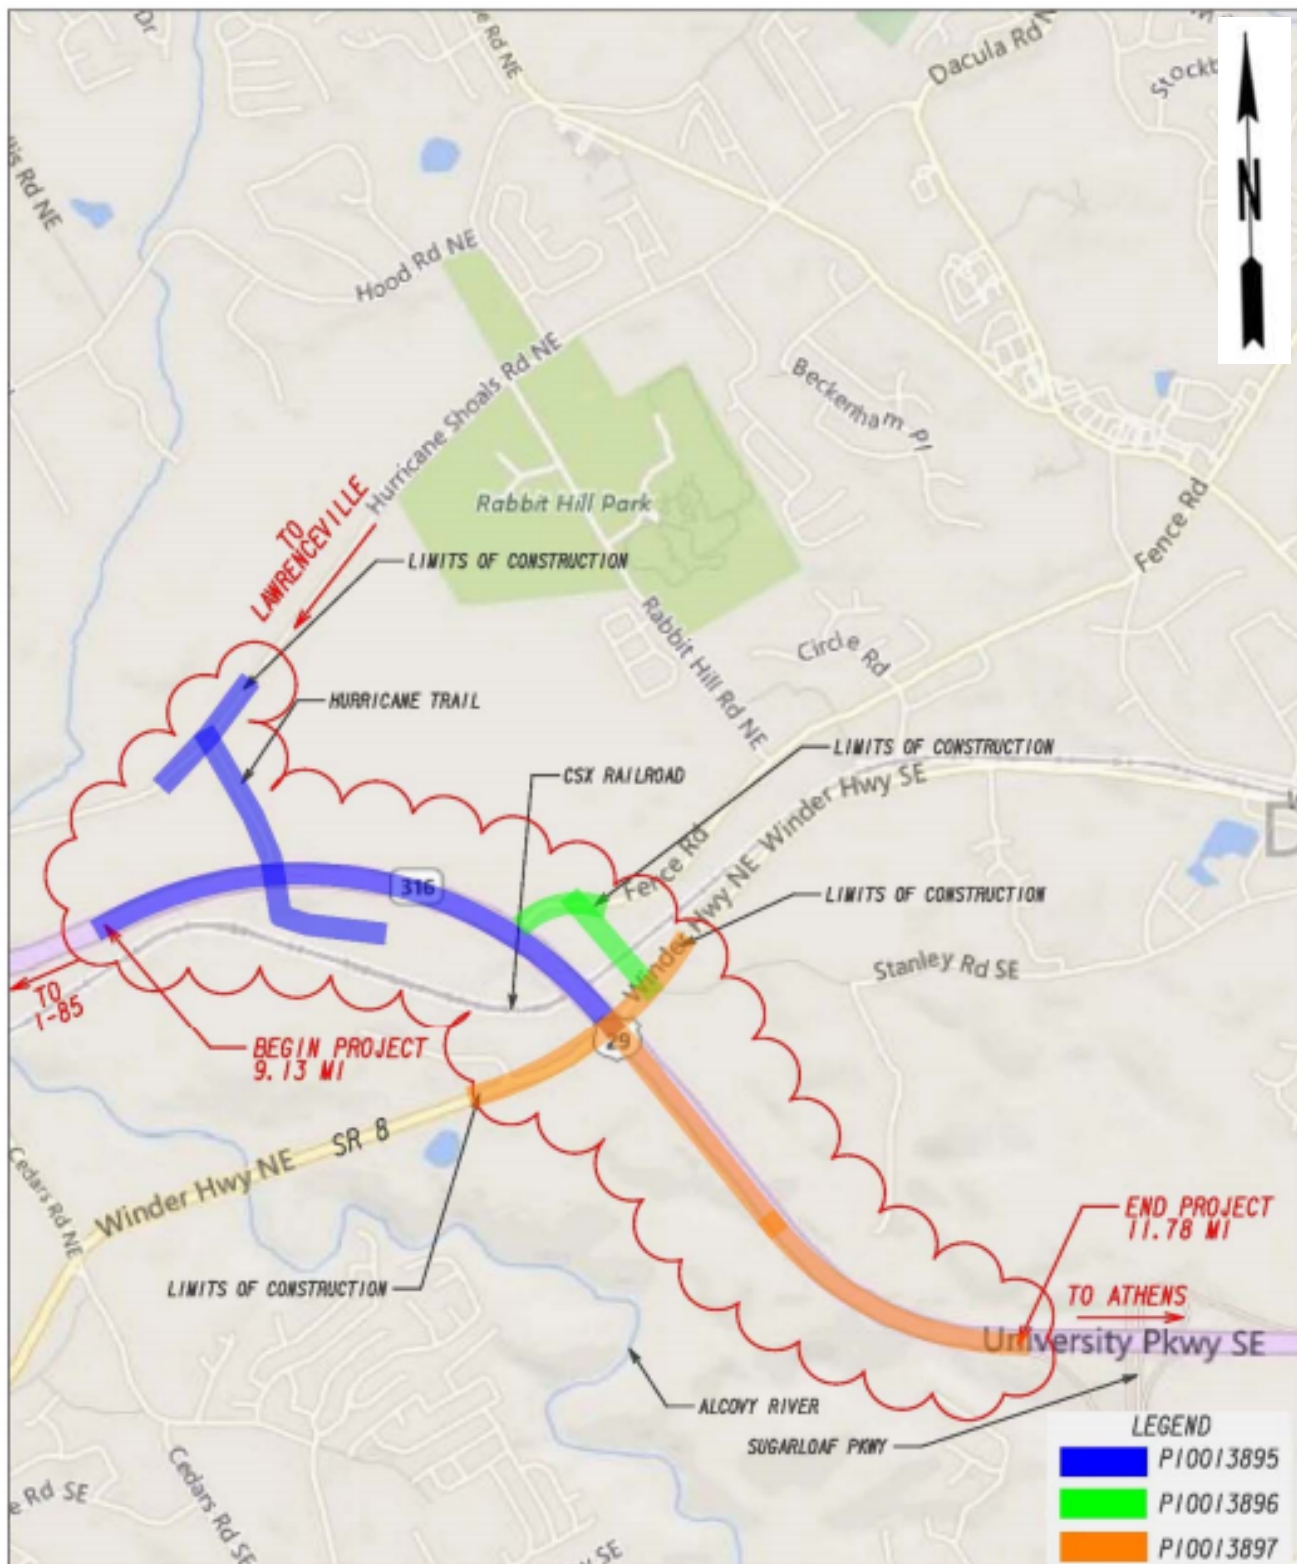 Dr
Rd NE
Dacula Rd N
Stockb
N
Rd NE
Hood Rd NE
Hurricane Shoals Rd NE
Beckenham Pl
Rabbit Hill Park
Fence Rd
TO
LAWRENCEVILLE
LIMITS OF CONSTRUCTION
Rabbit Hill Rd NE
Circle Rd
HURRICANE TRAIL
LIMITS OF CONSTRUCTION
CSX RAILROAD
Winder Hwy SE
Winder Hwy NE
Fence Rd
316
LIMITS OF CONSTRUCTION
Stanley Rd SE
D
TO
I-85
BEGIN PROJECT
9.13 MI
29
SR 8
Winder Hwy NE
Cedars Rd NE
END PROJECT
11.78 MI
LIMITS OF CONSTRUCTION
TO ATHENS
University Pkwy SE
ALCOVY RIVER
SUGARLOAF PKWY
LEGEND
PI0013895
PI0013896
PI0013897
Cedars Rd SE
e Rd SE
Hwy SE